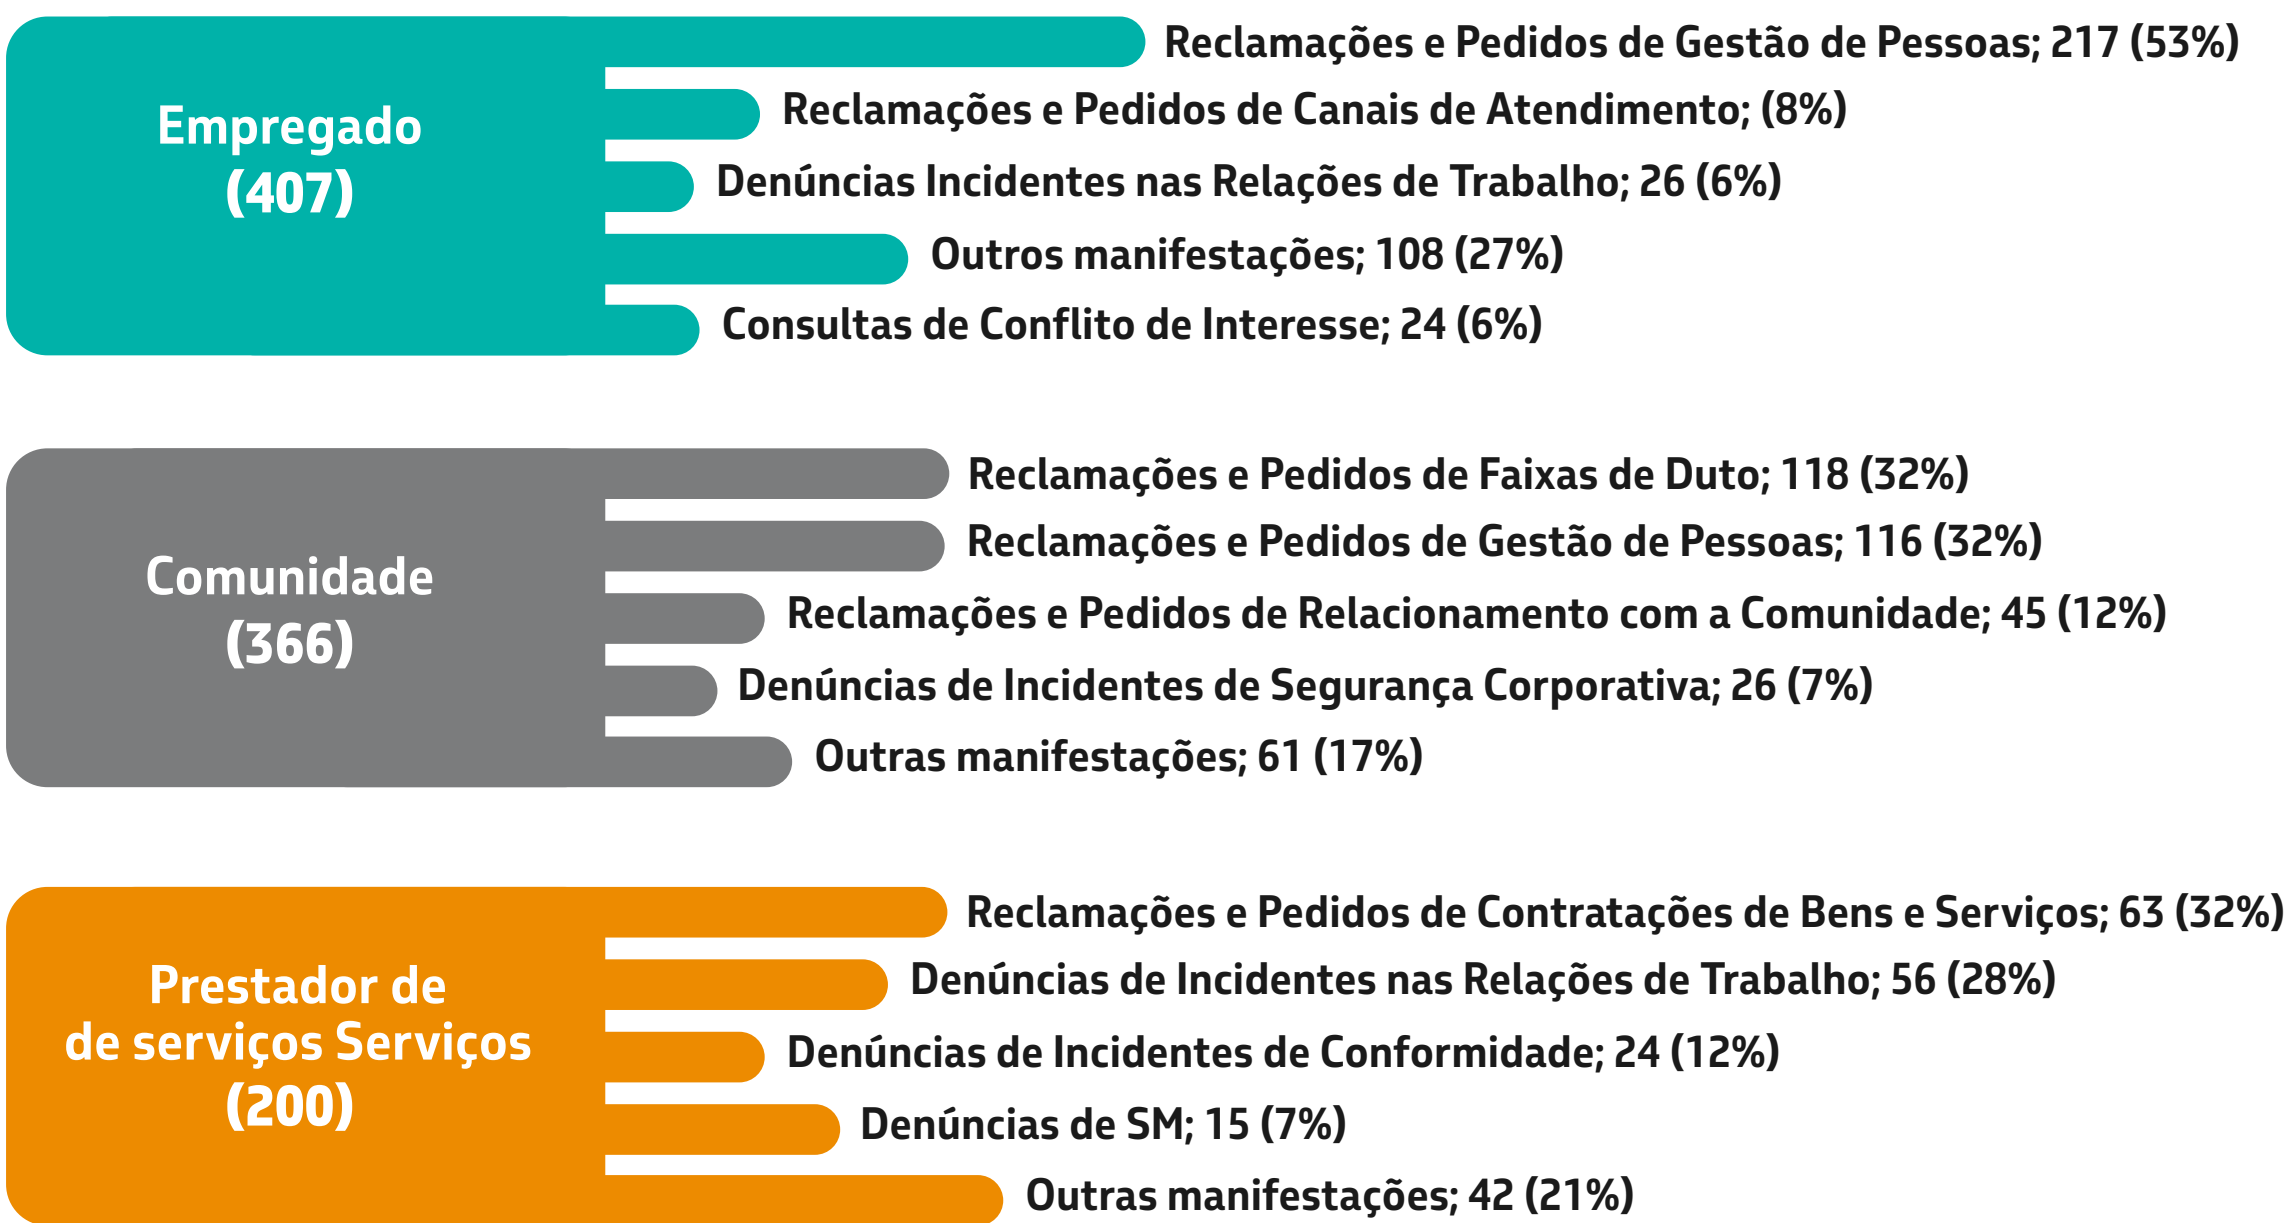 Empregado
(407)
Reclamações e Pedidos de Gestão de Pessoas; 217 (53%)
Reclamações e Pedidos de Canais de Atendimento; (8%)
Denúncias Incidentes nas Relações de Trabalho; 26 (6%)
Outros manifestações; 108 (27%)
Consultas de Conflito de Interesse; 24 (6%)
Comunidade
(366)
Reclamações e Pedidos de Faixas de Duto; 118 (32%)
Reclamações e Pedidos de Gestão de Pessoas; 116 (32%)
Reclamações e Pedidos de Relacionamento com a Comunidade; 45 (12%)
Denúncias de Incidentes de Segurança Corporativa; 26 (7%)
Outras manifestações; 61 (17%)
Prestador de
de serviços Serviços
(200)
Reclamações e Pedidos de Contratações de Bens e Serviços; 63 (32%)
Denúncias de Incidentes nas Relações de Trabalho; 56 (28%)
Denúncias de Incidentes de Conformidade; 24 (12%)
Denúncias de SM; 15 (7%)
Outras manifestações; 42 (21%)